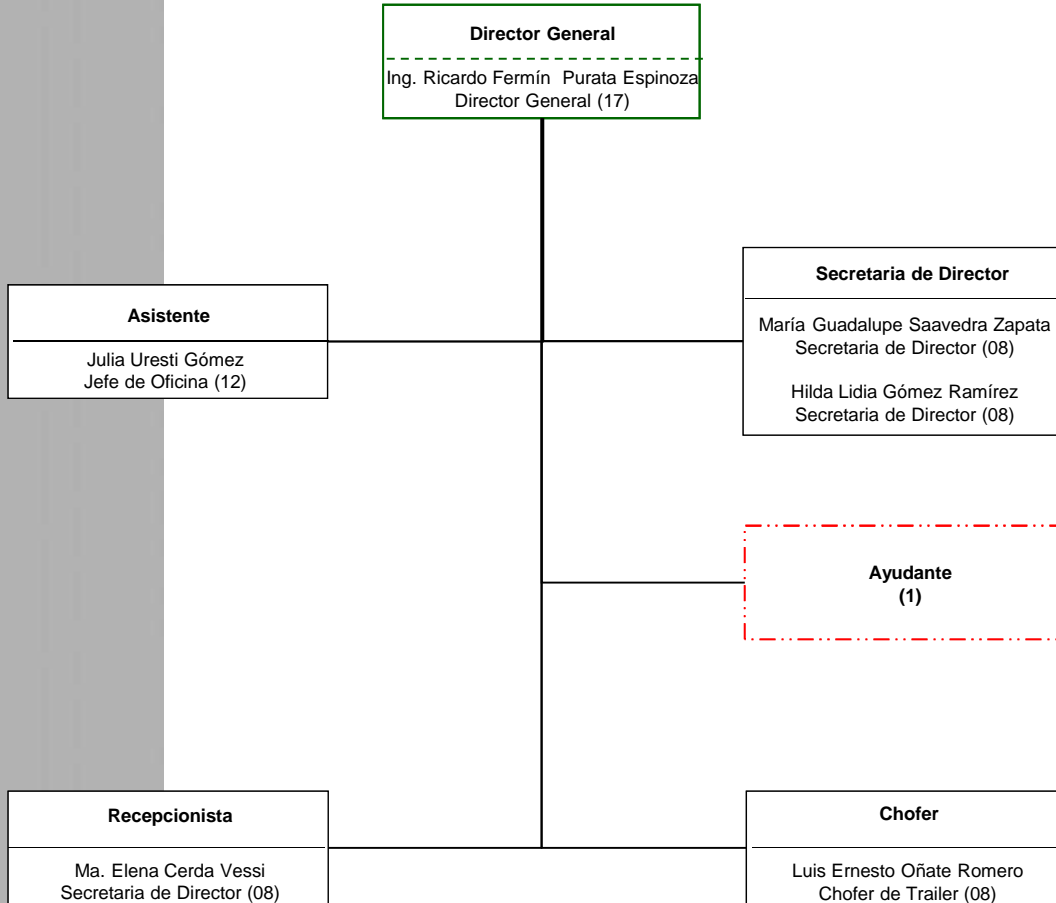 Director General
Ing. Ricardo Fermín Purata Espinoza
Director General (17)
Asistente
Julia Uresti Gómez
Jefe de Oficina (12)
Secretaria de Director
María Guadalupe Saavedra Zapata
Secretaria de Director (08)
Hilda Lidia Gómez Ramírez
Secretaria de Director (08)
Ayudante
(1)
Recepcionista
Ma. Elena Cerda Vessi
Secretaria de Director (08)
Chofer
Luis Ernesto Oñate Romero
Chofer de Trailer (08)